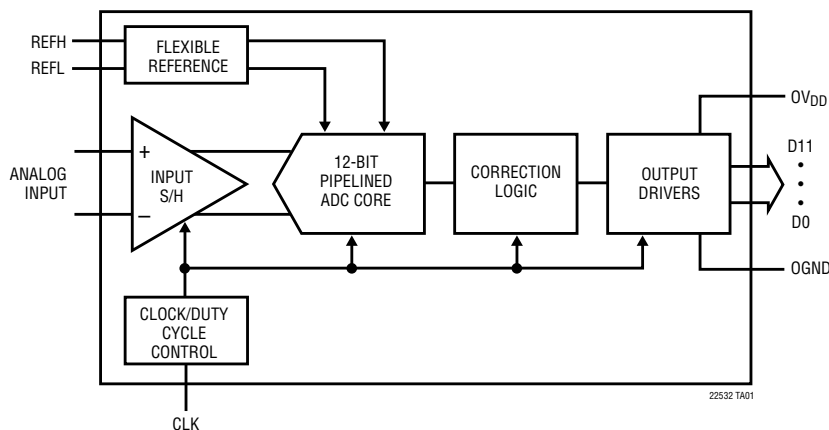 REFH
REFL
FLEXIBLE
REFERENCE
ANALOG
INPUT
+
–
INPUT
S/H
12-BIT
PIPELINED
ADC CORE
CORRECTION
LOGIC
OUTPUT
DRIVERS
OVDD
D11
•
•
•
D0
OGND
CLOCK/DUTY
CYCLE
CONTROL
CLK
22532 TA01